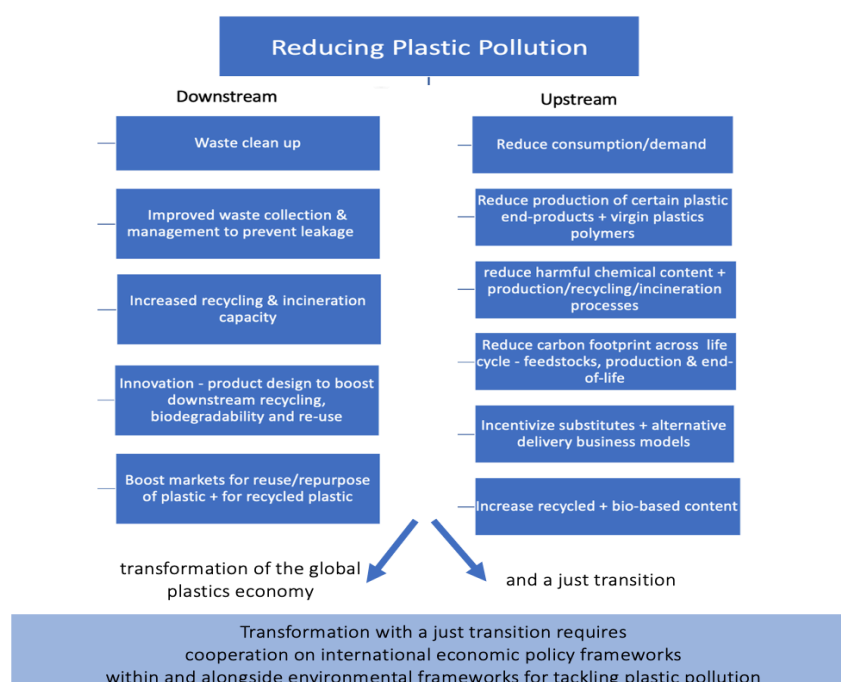 Reducing Plastic Pollution
Downstream
Waste clean up
Improved waste collection &
management to prevent leakage
Increased recycling & incineration
capacity
Innovation - product design to boost
downstream recycling,
biodegradability and re-use
Boost markets for reuse/repurpose
of plastic + for recycled plastic
Upstream
Reduce consumption/demand
Reduce production of certain plastic
end-products + virgin plastics
polymers
reduce harmful chemical content +
production/recycling/incineration
processes
Reduce carbon footprint across life
cycle - feedstocks, production & end-
of-life
Incentivize substitutes + alternative
delivery business models
Increase recycled + bio-based content
transformation of the global
plastics economy
and a just transition
Transformation with a just transition requires
cooperation on international economic policy frameworks
within and alongside environmental frameworks for tackling plastic pollution